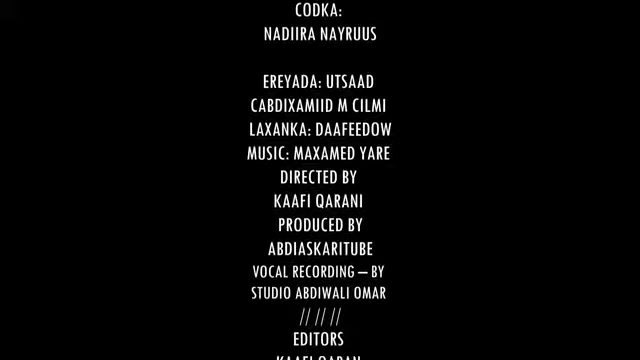 CODKA:
NADIIRA NAYRUUS
EREYADA: UTSAAD
CABDIXAMIID M CILMI
LAXANKA: DAAFEEDOW
MUSIC: MAXAMED YARE
DIRECTED BY
KAAFI QARANI
PRODUCED BY
ABDIASKARITUBE
VOCAL RECORDING – BY
STUDIO ABDIWALI OMAR
// // //
EDITORS